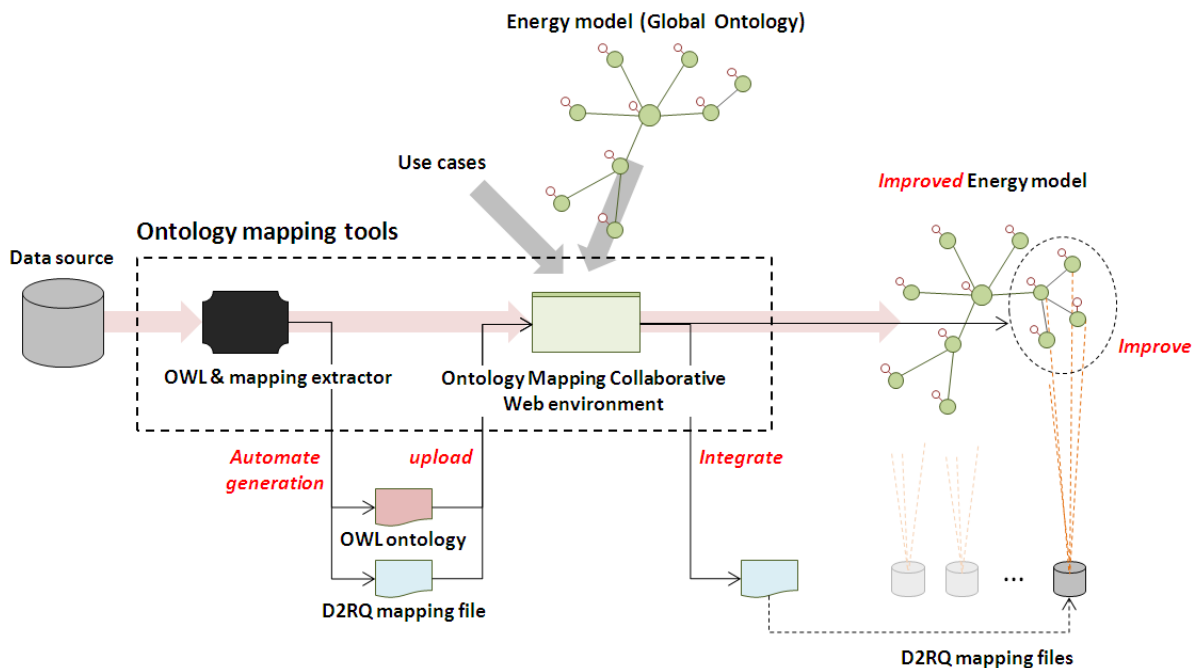 Energy model (Global Ontology)
Use cases
Improved Energy model
Ontology mapping tools
Data source
Improve
OWL & mapping extractor
Ontology Mapping Collaborative
Web environment
Automate
generation
upload
Integrate
OWL ontology
D2RQ mapping file
...
D2RQ mapping files